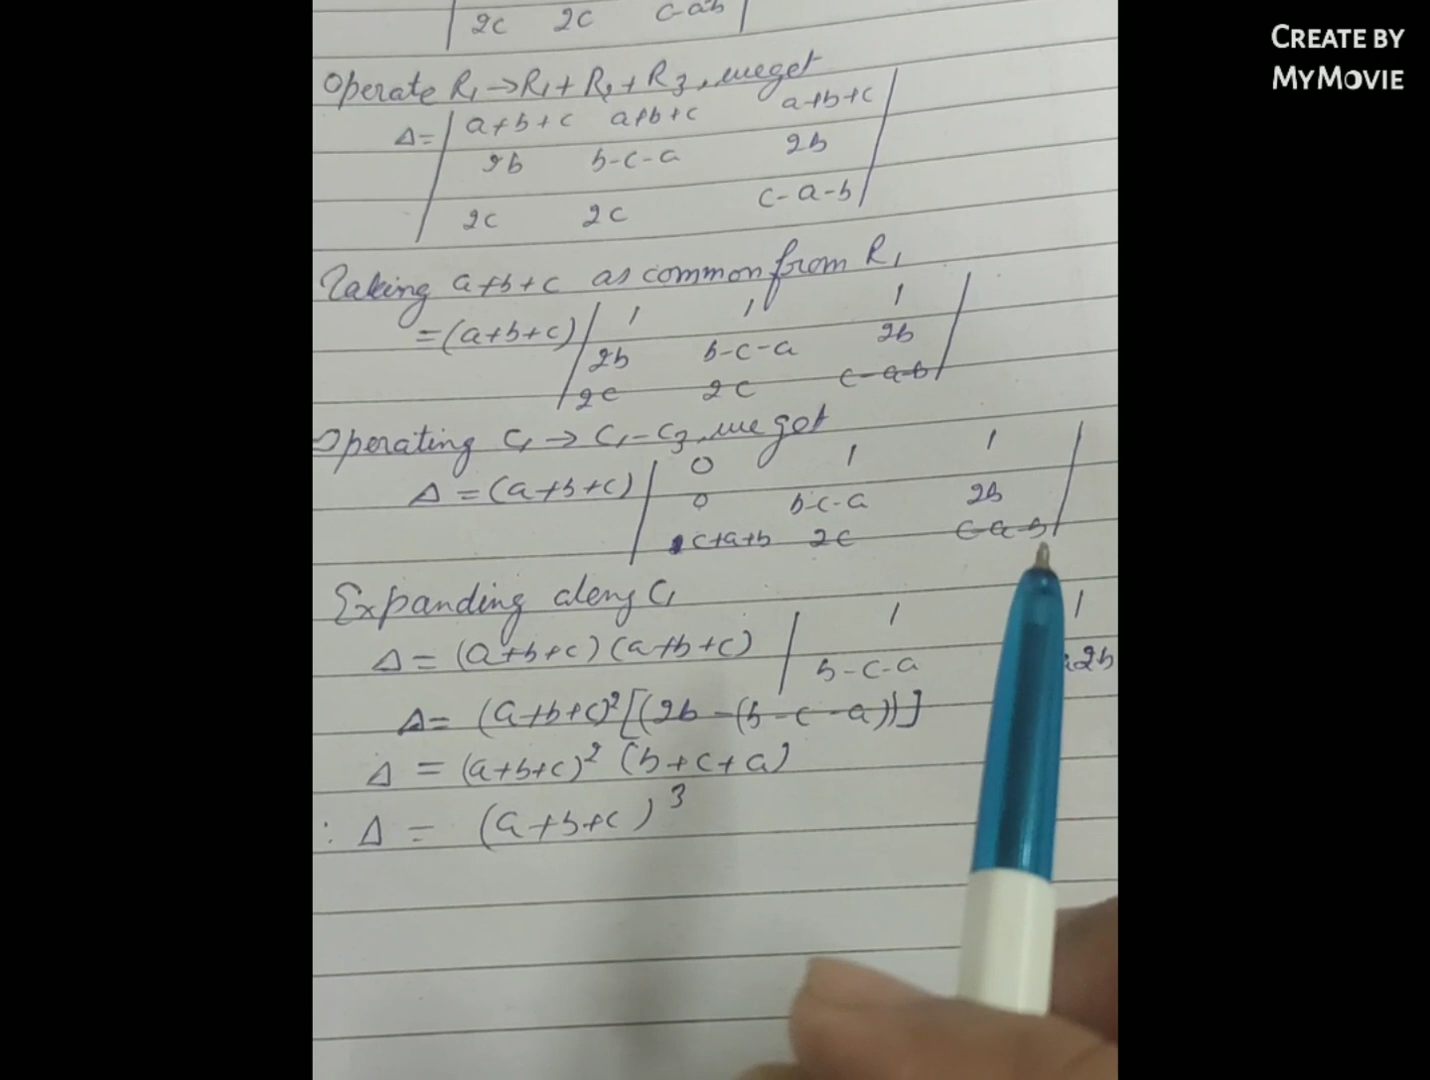 2c 2c c-a-b
Operate R₁→R₁+R₂+R₃, we get
a+b+c a+b+c a+b+c
Δ=
2b b-c-a 2b
2c 2c c-a-b
Taking a+b+c as common from R₁
=(a+b+c) 1 1 1
2b b-c-a 2b
2c 2c c-a-b
Operating C₁→C₁-C₃, we get
Δ=(a+b+c) 0 1 1
0 b-c-a 2b
c+a+b 2c c-a-b
Expanding along C₁
Δ=(a+b+c)(a+b+c) 1 1
b-c-a 2b
Δ=(a+b+c)²[(2b-(b-c-a))]
Δ=(a+b+c)²(b+c+a)
: Δ=(a+b+c)³
CREATE BY
MYMOVIE